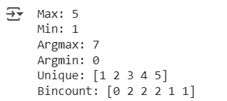 Max: 5
Min: 1
Argmax: 7
Argmin: 0
Unique: [1 2 3 4 5]
Bincount: [0 2 2 2 1 1]